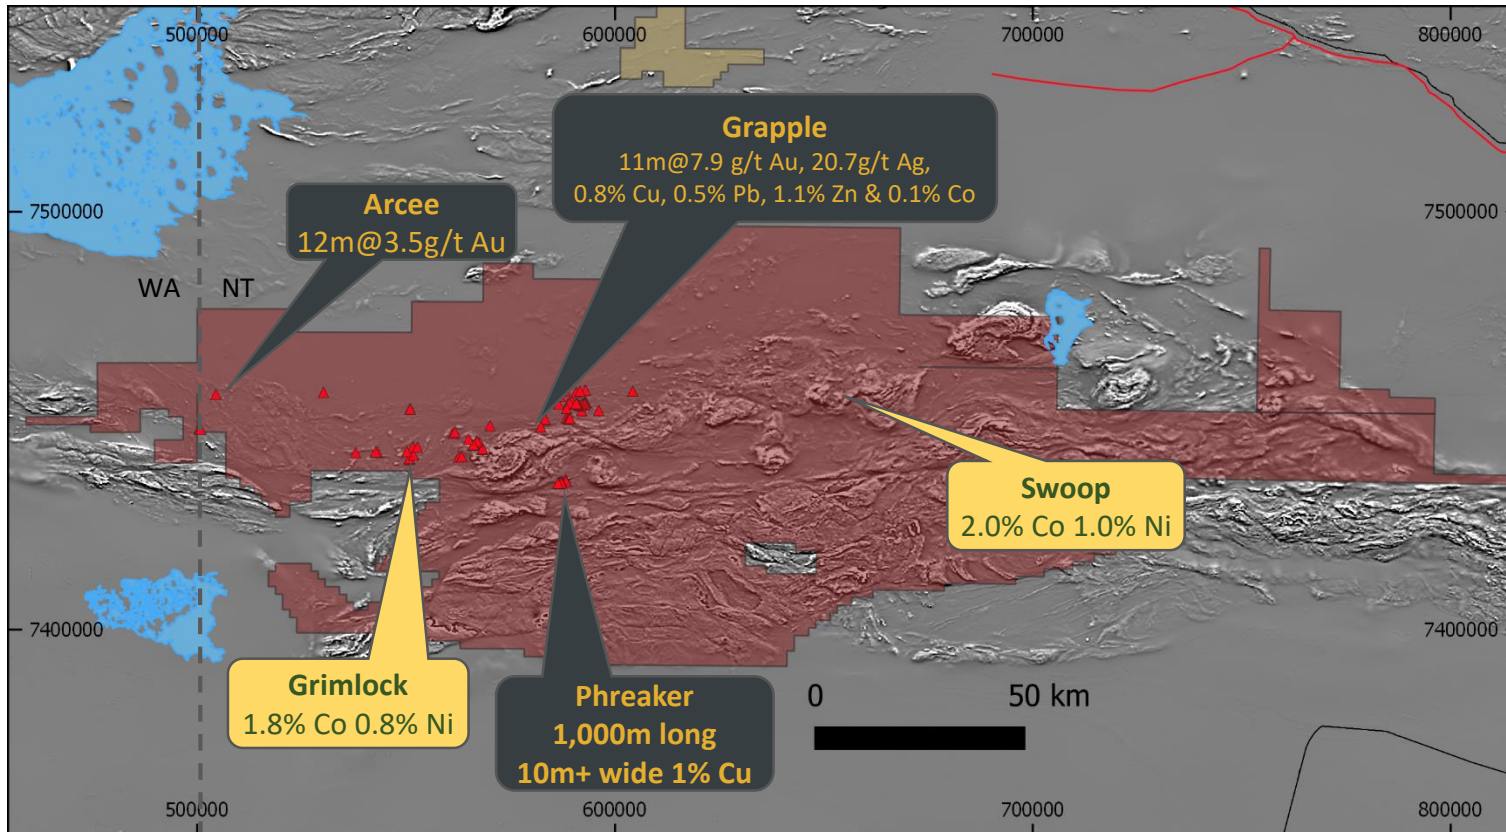 500000
600000
700000
800000
Grapple
11m@7.9 g/t Au, 20.7g/t Ag,
0.8% Cu, 0.5% Pb, 1.1% Zn & 0.1% Co
Arcee
12m@3.5g/t Au
7500000
7500000
WA
NT
Swoop
2.0% Co 1.0% Ni
7400000
7400000
Grimlock
1.8% Co 0.8% Ni
Phreaker
1,000m long
10m+ wide 1% Cu
0
50 km
500000
600000
700000
800000